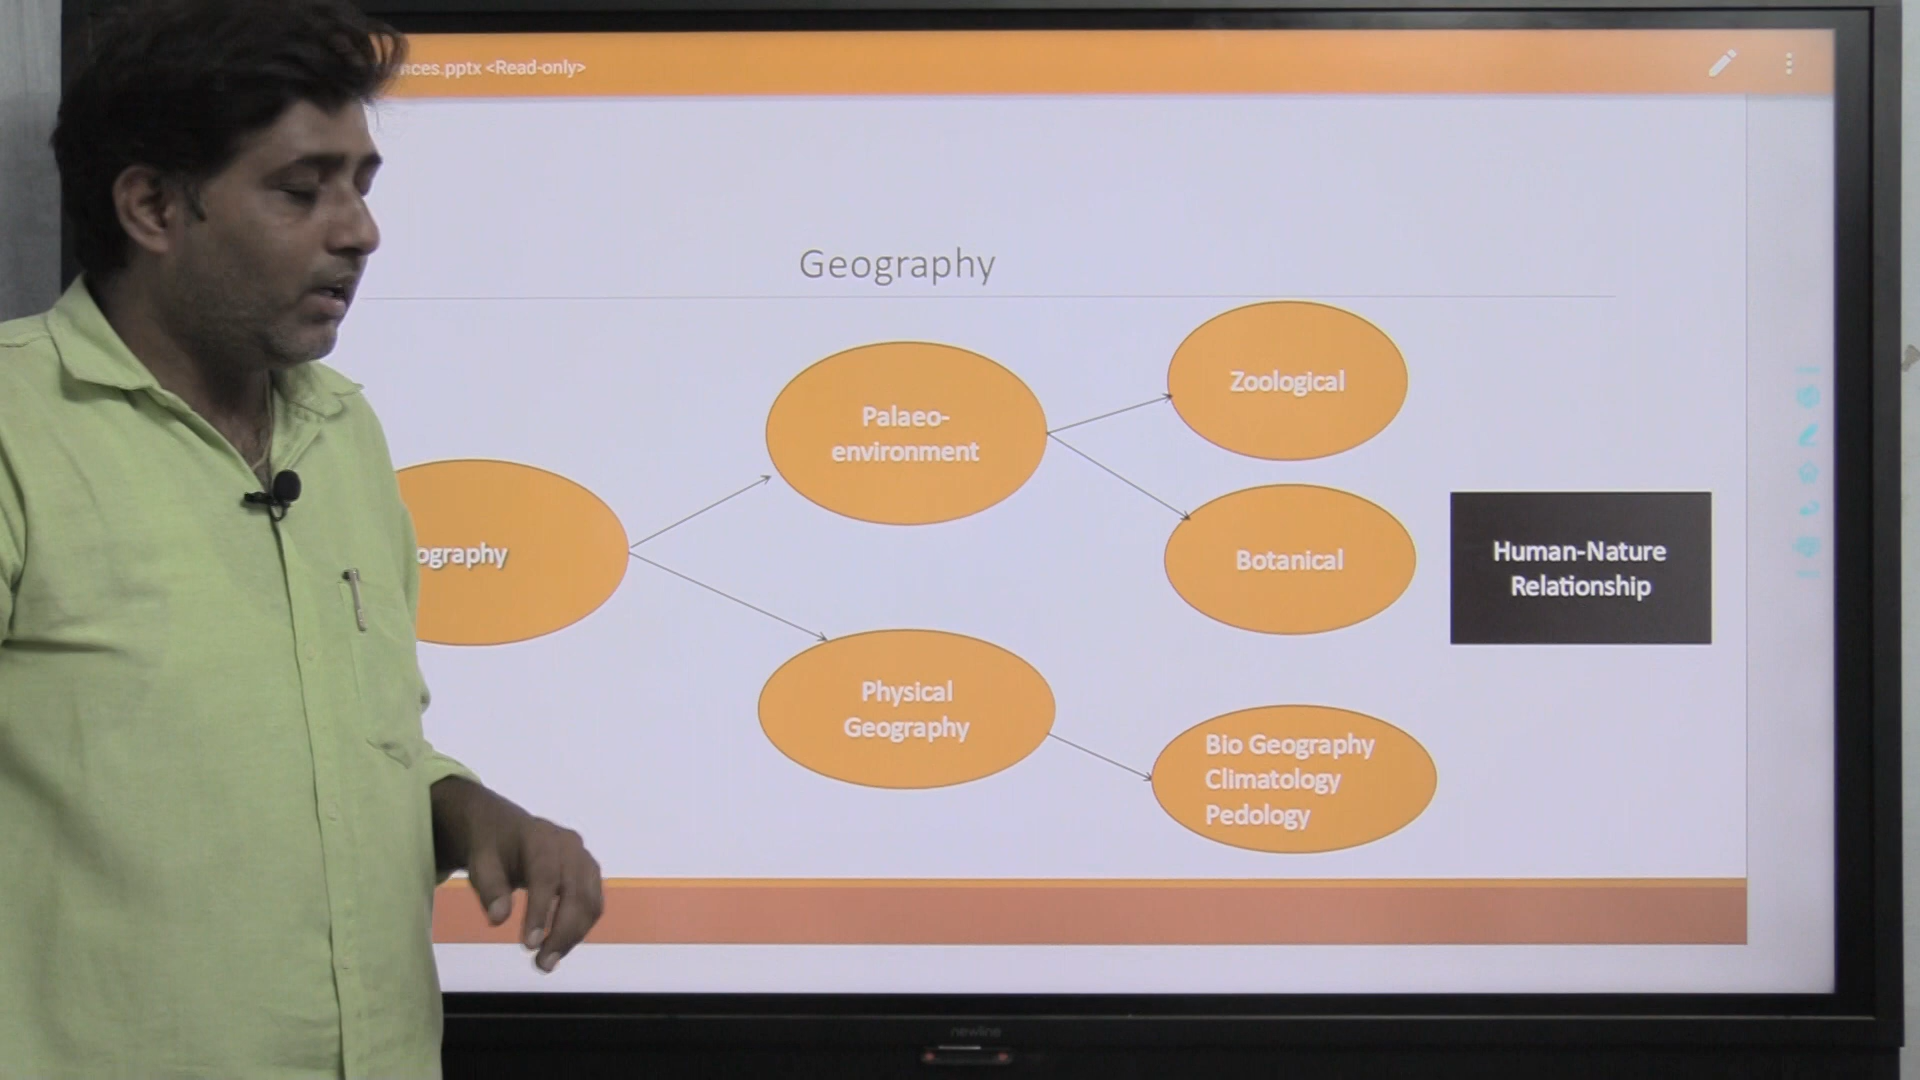 nces.pptx <Read-only>
Geography
Zoological
Palaeo-
environment
ography
Botanical
Human-Nature
Relationship
Physical
Geography
Bio Geography
Climatology
Pedology
newline